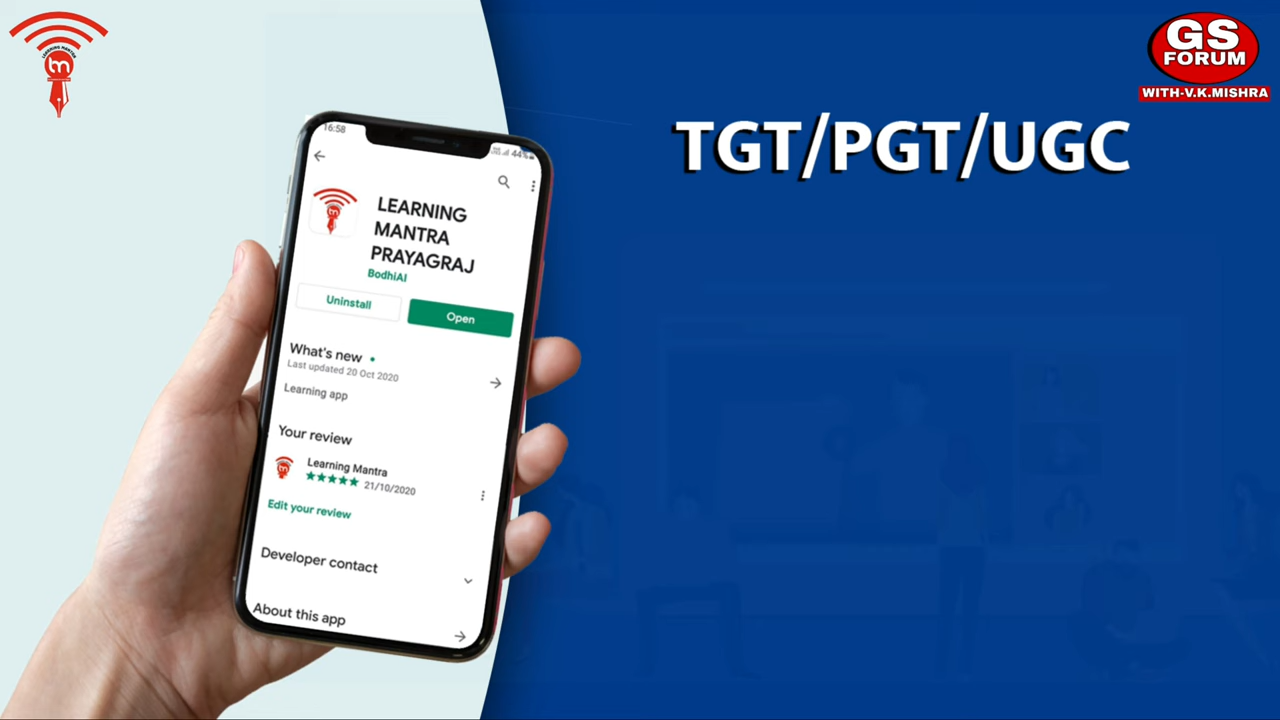 LEARNING MANTRA
lm
GS
FORUM
WITH-V.K.MISHRA
TGT/PGT/UGC
16:58
44%
LEARNING
MANTRA
PRAYAGRAJ
BodhiAI
Uninstall
Open
What's new
Last updated 20 Oct 2020
Learning app
Your review
Learning Mantra
21/10/2020
Edit your review
Developer contact
About this app